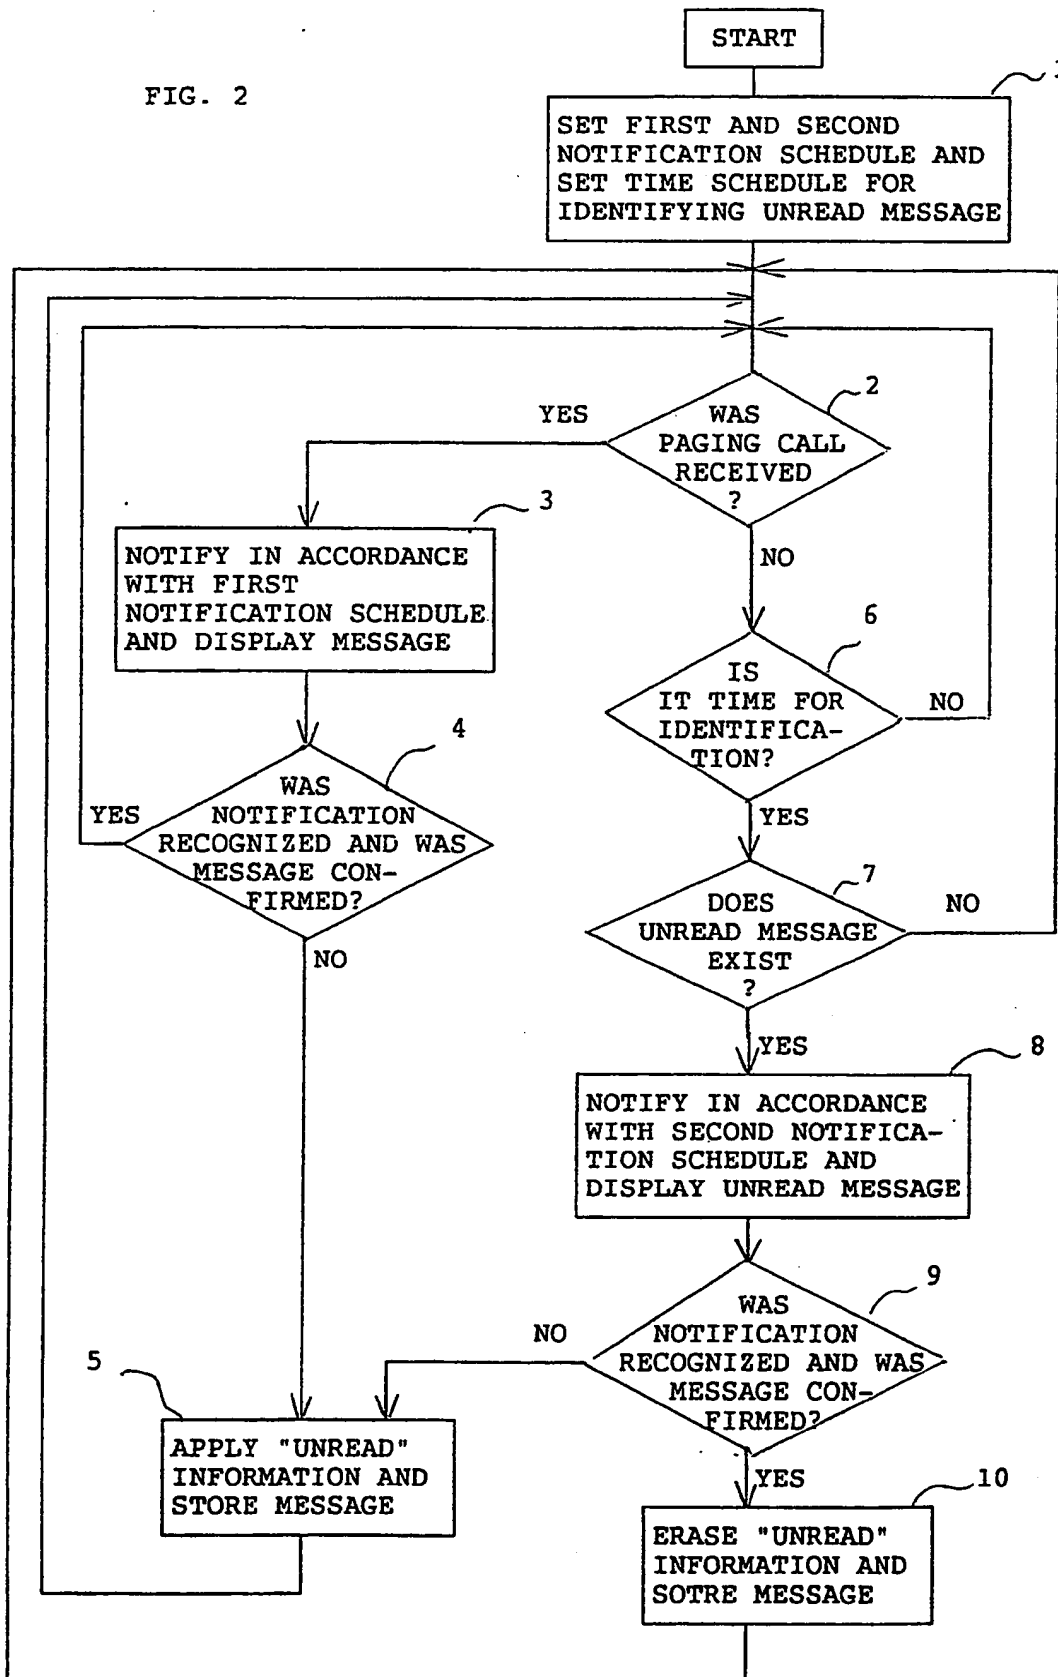 START
FIG. 2
SET FIRST AND SECOND
NOTIFICATION SCHEDULE AND
SET TIME SCHEDULE FOR
IDENTIFYING UNREAD MESSAGE
2
YES
WAS
PAGING CALL
RECEIVED
?
3
NO
NOTIFY IN ACCORDANCE
WITH FIRST
NOTIFICATION SCHEDULE
AND DISPLAY MESSAGE
6
IS
IT TIME FOR
IDENTIFICA-
TION?
NO
4
YES
WAS
NOTIFICATION
RECOGNIZED AND WAS
MESSAGE CON-
FIRMED?
YES
7
NO
DOES
UNREAD MESSAGE
EXIST
?
NO
YES
8
NOTIFY IN ACCORDANCE
WITH SECOND NOTIFICA-
TION SCHEDULE AND
DISPLAY UNREAD MESSAGE
9
NO
WAS
NOTIFICATION
RECOGNIZED AND WAS
MESSAGE CON-
FIRMED?
5
APPLY "UNREAD"
INFORMATION AND
STORE MESSAGE
YES
10
ERASE "UNREAD"
INFORMATION AND
SOTRE MESSAGE